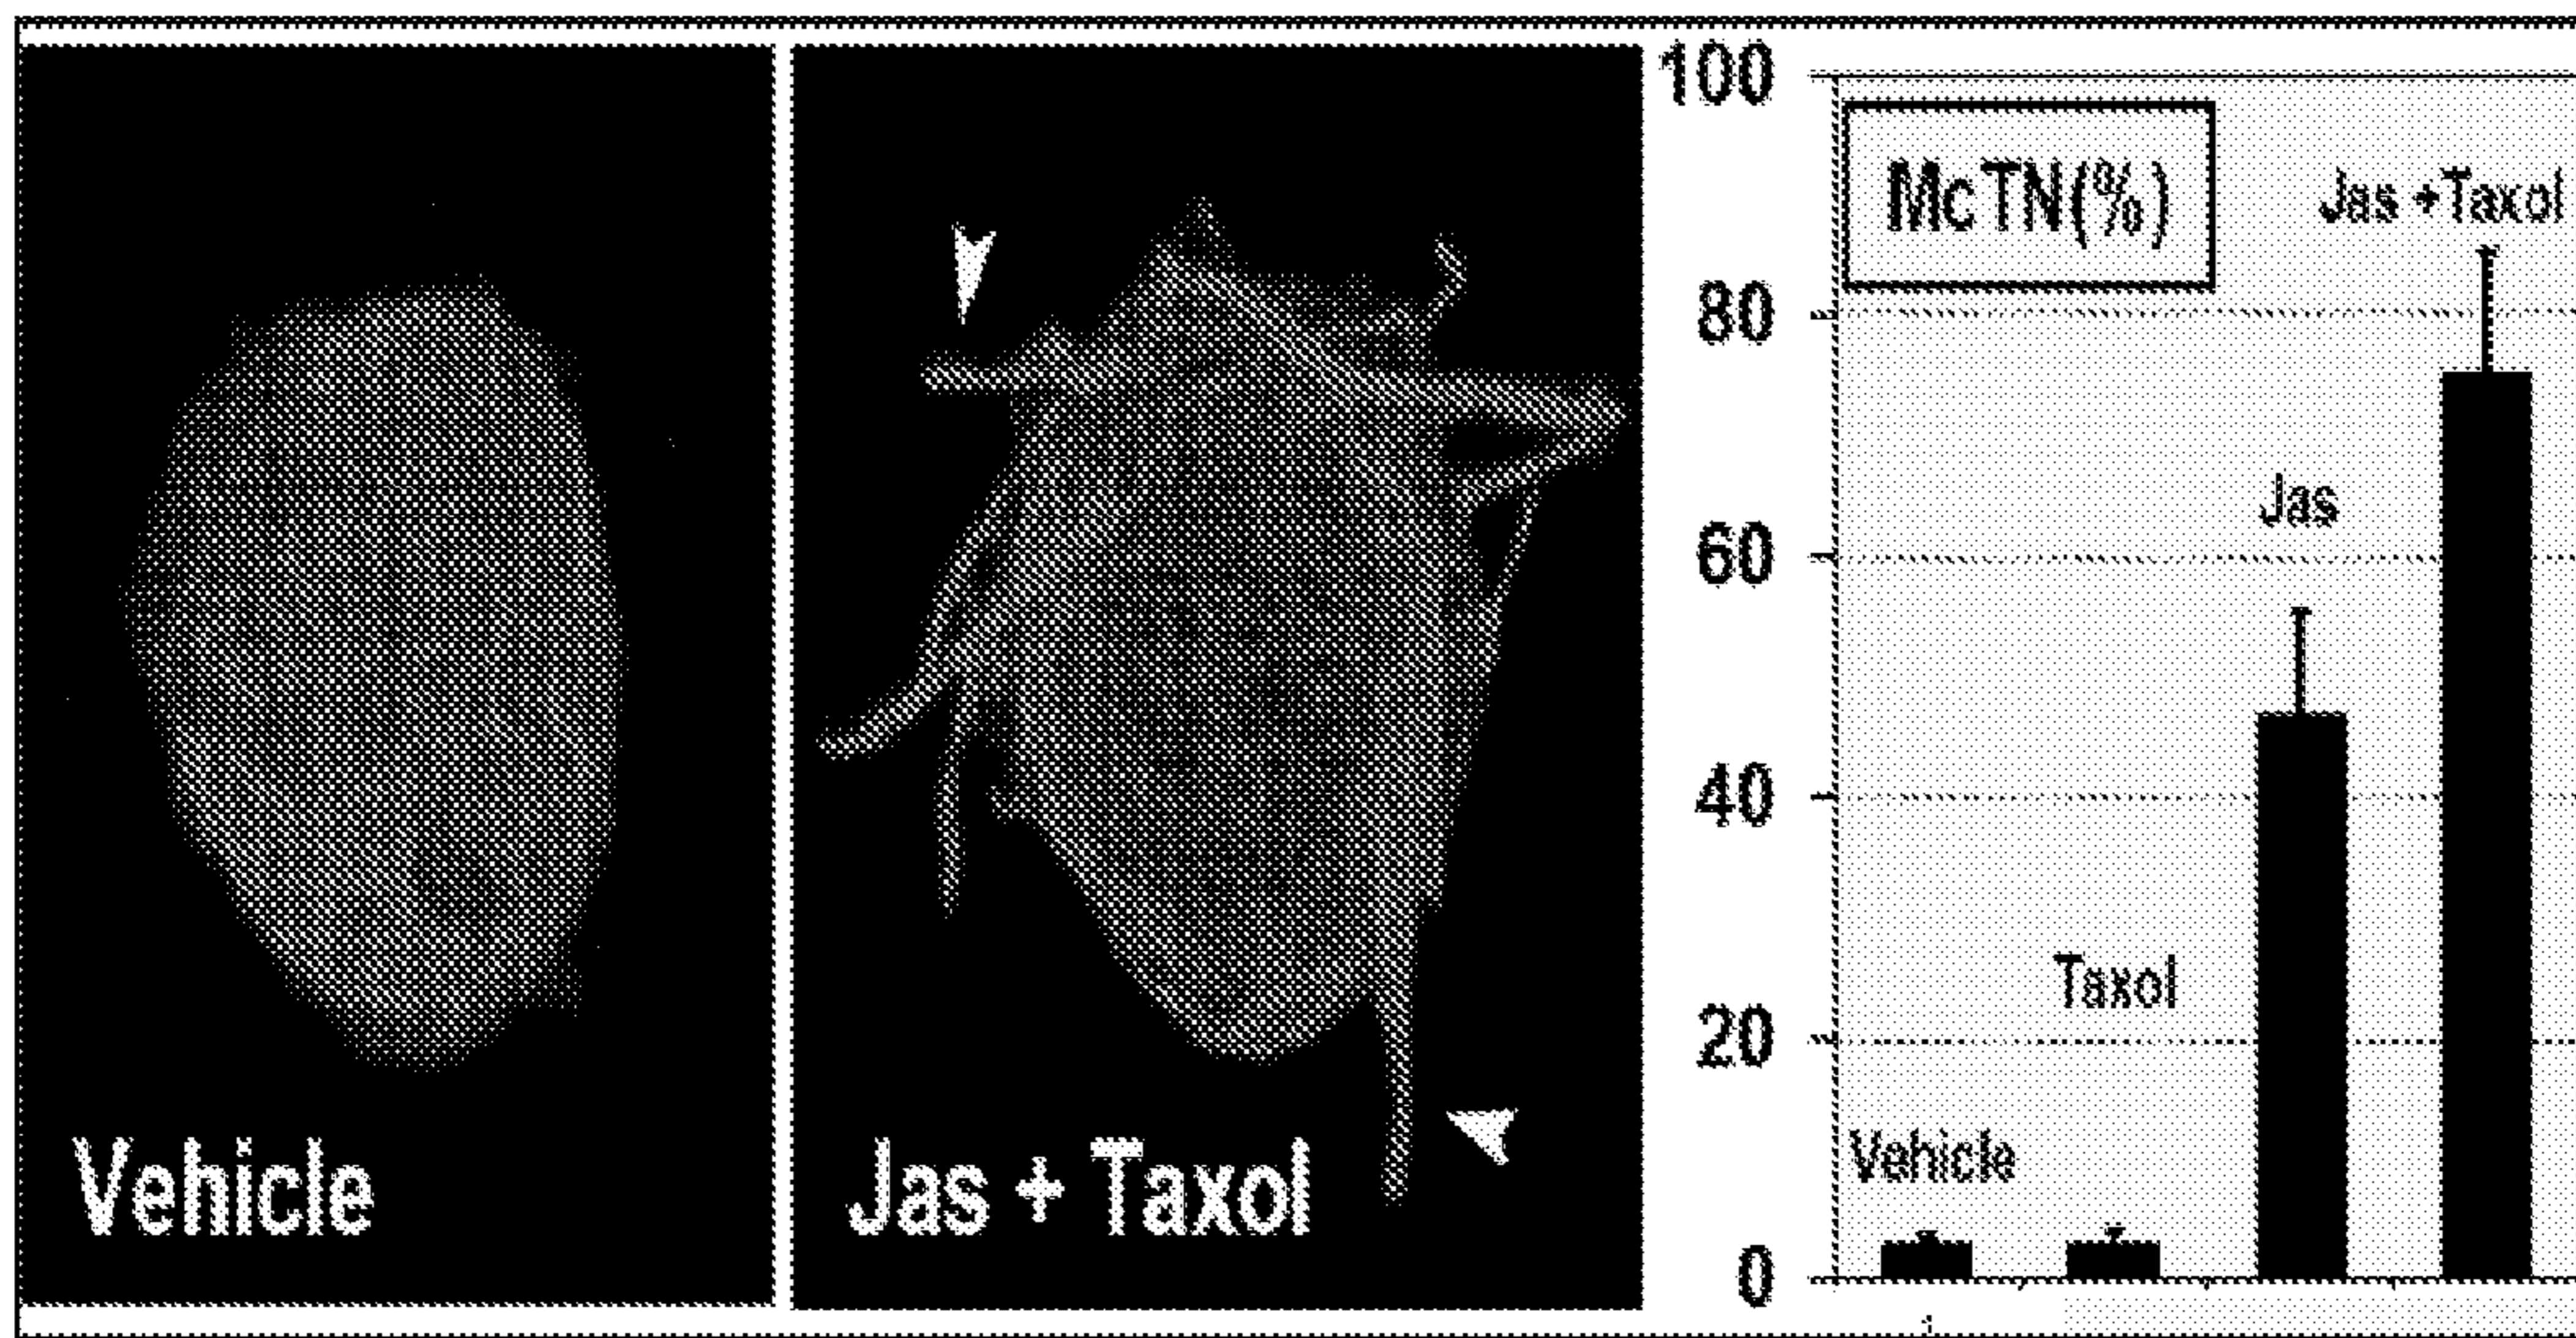 Vehicle
Jas + Taxol
100
80
60
40
20
0
McTN(%)
Vehicle
Taxol
Jas
Jas +Taxol